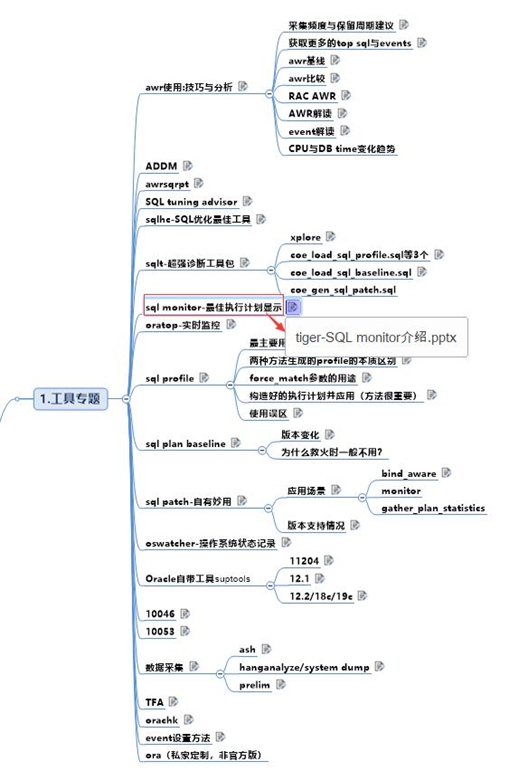 采集频度与保留周期建议
获取更多的top sql与events
awr基线
awr使用:技巧与分析
awr比较
RAC AWR
AWR解读
event解读
CPU与DB time变化趋势
ADDM
awrsqrpt
SQL tuning advisor
sqlhc-SQL优化最佳工具
xplore
coe_load_sql_profile.sql等3个
sqlt-超强诊断工具包
coe_load_sql_baseline.sql
coe_gen_sql_patch.sql
sql monitor-最佳执行计划显示
oratop-实时监控
tiger-SQL monitor介绍.pptx
最主要用
两种方法生成的profile的本质区别
sql profile
force_match参数的用途
1.工具专题
构造好的执行计划并应用（方法很重要）
使用误区
版本变化
sql plan baseline
为什么救火时一般不用?
bind_aware
应用场景
monitor
sql patch-自有妙用
gather_plan_statistics
版本支持情况
oswatcher-操作系统状态记录
11204
Oracle自带工具suptools
12.1
12.2/18c/19c
10046
10053
ash
数据采集
hanganalyze/system dump
prelim
TFA
orachk
event设置方法
ora（私家定制，非官方版）